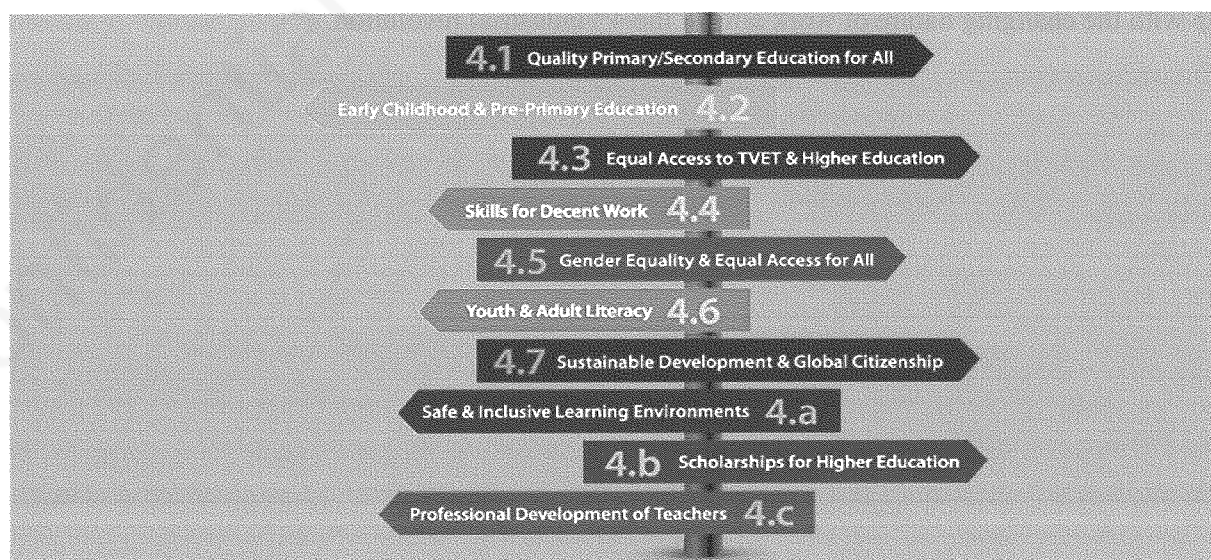 4.1 Quality Primary/Secondary Education for All
Early Childhood & Pre-Primary Education 4.2
4.3 Equal Access to TVET & Higher Education
Skills for Decent Work 4.4
4.5 Gender Equality & Equal Access for All
Youth & Adult Literacy 4.6
4.7 Sustainable Development & Global Citizenship
Safe & Inclusive Learning Environments 4.a
4.b Scholarships for Higher Education
Professional Development of Teachers 4.c